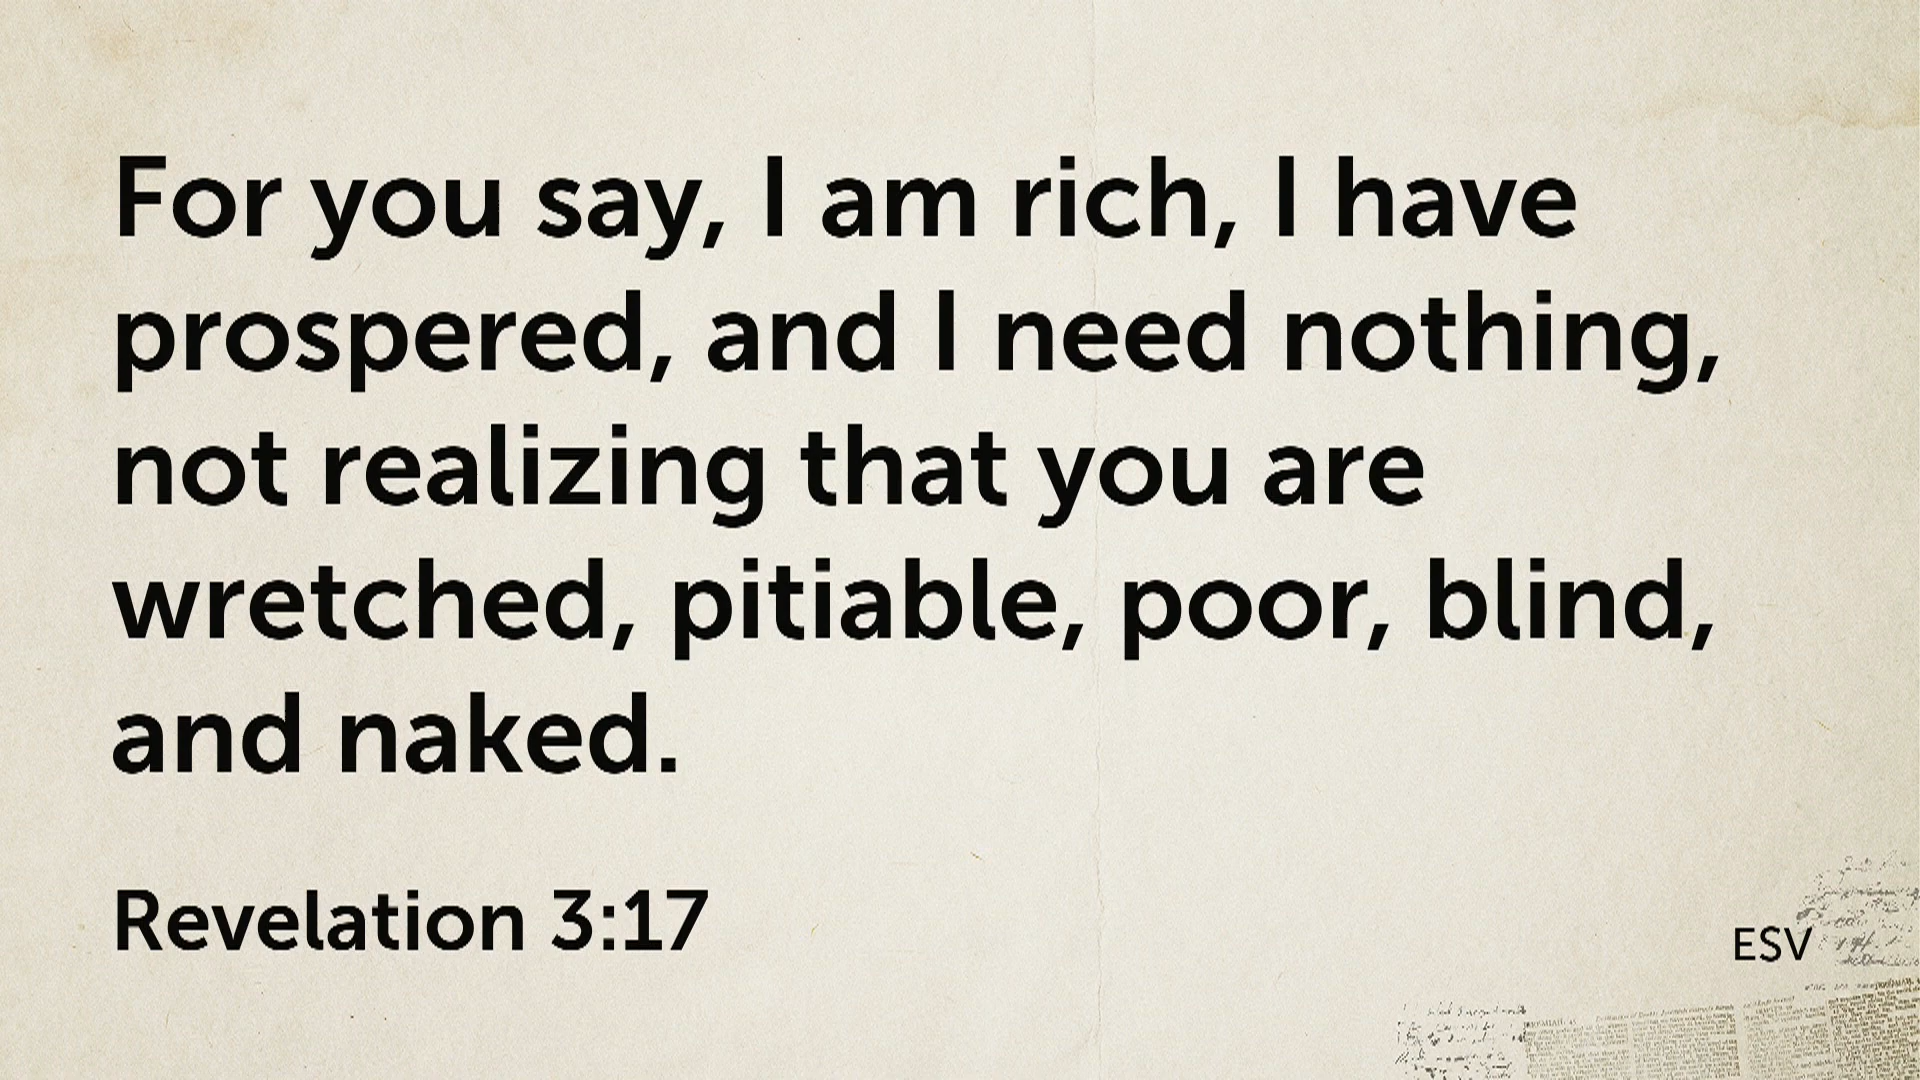 For you say, I am rich, I have
prospered, and I need nothing,
not realizing that you are
wretched, pitiable, poor, blind,
and naked.
Revelation 3:17
ESV